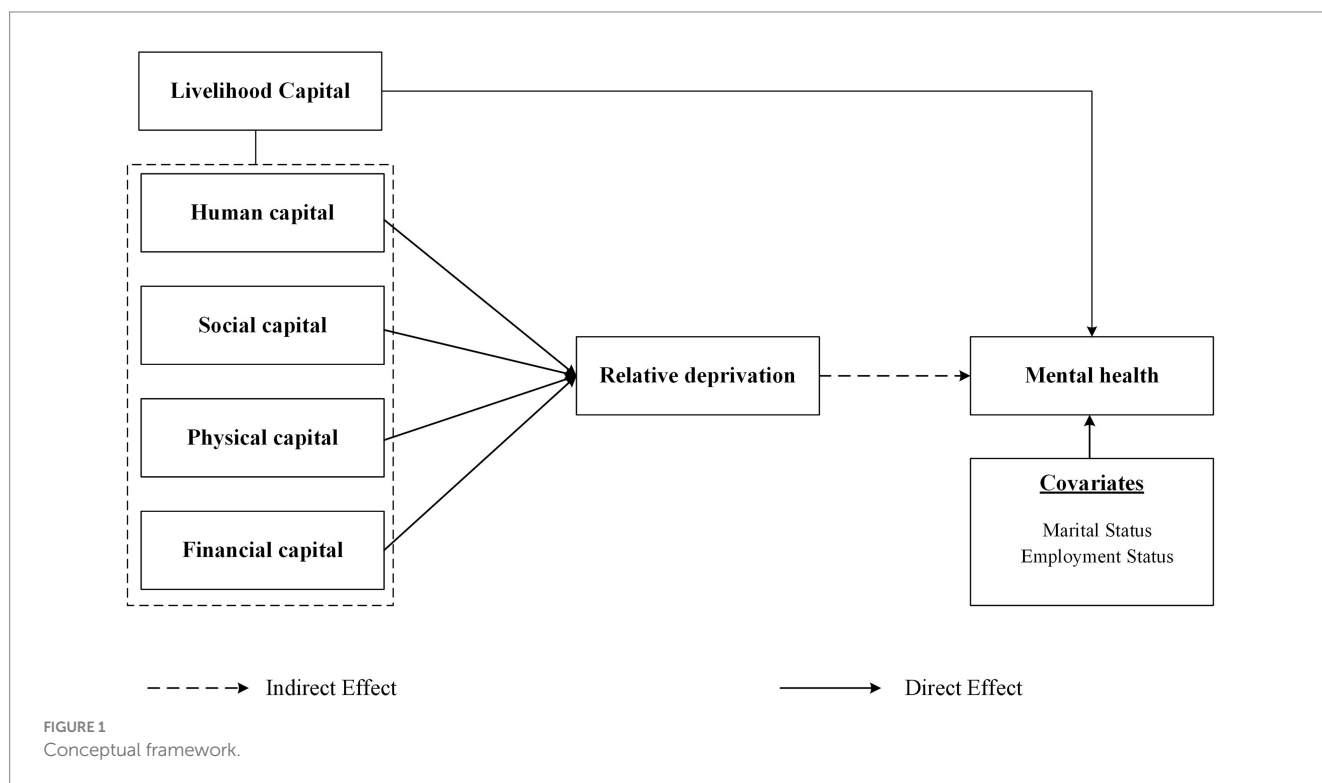 Livelihood Capital
Human capital
Social capital
Physical capital
Financial capital
Relative deprivation
Mental health
Covariates
Marital Status
Employment Status
Indirect Effect
Direct Effect
FIGURE 1
Conceptual framework.